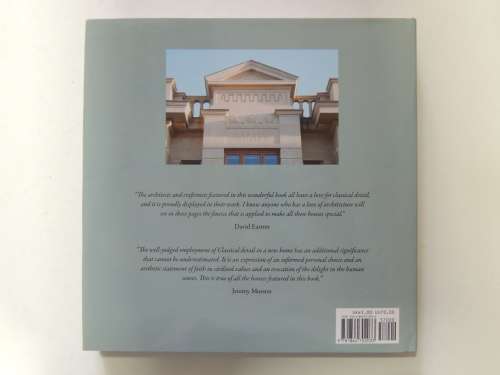 "The architects and craftsmen featured in this wonderful book all have a love for classical detail,
and it is proudly displayed in their work. I know anyone who has a love of architecture will
see in these pages the finesse that is applied to make all their houses special."
David Easton
"The well-judged employment of Classical detail in a new home has an additional significance
that cannot be underestimated. It is an expression of an informed personal choice and an
aesthetic statement of faith in civilised values and an evocation of the delight in the human
senses. This is true of all the houses featured in this book."
Jeremy Musson